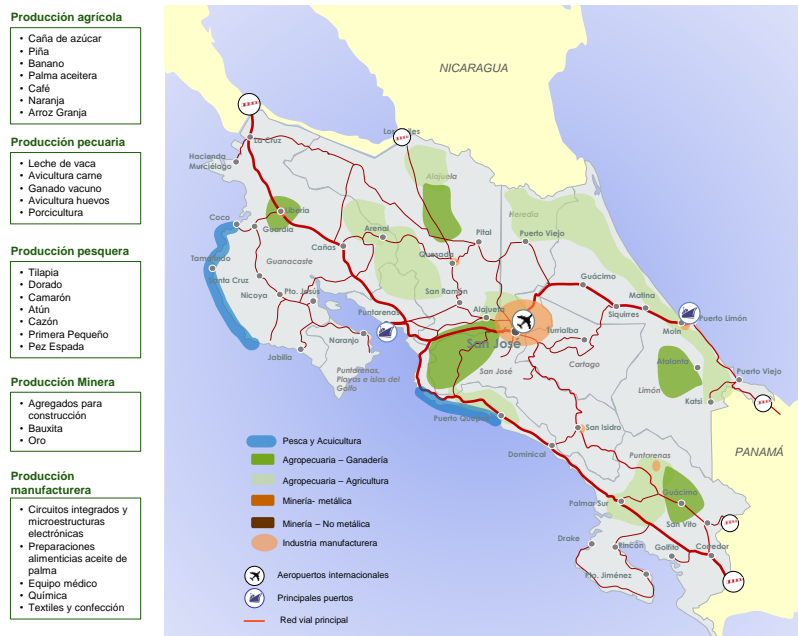 Producción agrícola
• Caña de azúcar
• Piña
• Banano
• Palma aceitera
• Café
• Naranja
• Arroz Granja
Producción pecuaria
• Leche de vaca
• Avicultura carne
• Ganado vacuno
• Avicultura huevos
• Porcicultura
Producción pesquera
• Tilapia
• Dorado
• Camarón
• Atún
• Cazón
• Primera Pequeño
• Pez Espada
Producción Minera
• Agregados para
construcción
• Bauxita
• Oro
Producción
manufacturera
• Circuitos integrados y
microestructuras
electrónicas
• Preparaciones
alimenticias aceite de
palma
• Equipo médico
• Química
• Textiles y confección
NICARAGUA
La Cruz
Hacienda
Murciélago
Alajuela
Liberia
Coco
Guardia
Heredia
Arenal
Cañas
Pital
Puerto Viejo
Quesada
Guanacaste
Santa Cruz
Nicoya
Pto. Jesús
San Ramón
Guácimo
Matina
Siquirres
Moín
Puerto Limón
Puntarenas
Alajuela
San José
Turrialba
Naranjo
Jabilla
Cartago
San José
Puntarenas,
Playas e islas del
Golfo
Atalanta
Limón
Puerto Viejo
Katsi
Puerto Quepos
San Isidro
Dominical
PANAMÁ
Puntarenas
Guácimo
Palmar Sur
San Vito
Drake
Rincón
Golfito
Corredor
Pto. Jiménez
Pesca y Acuicultura
Agropecuaria – Ganadería
Agropecuaria – Agricultura
Minería- metálica
Minería – No metálica
Industria manufacturera
Aeropuertos internacionales
Principales puertos
Red vial principal